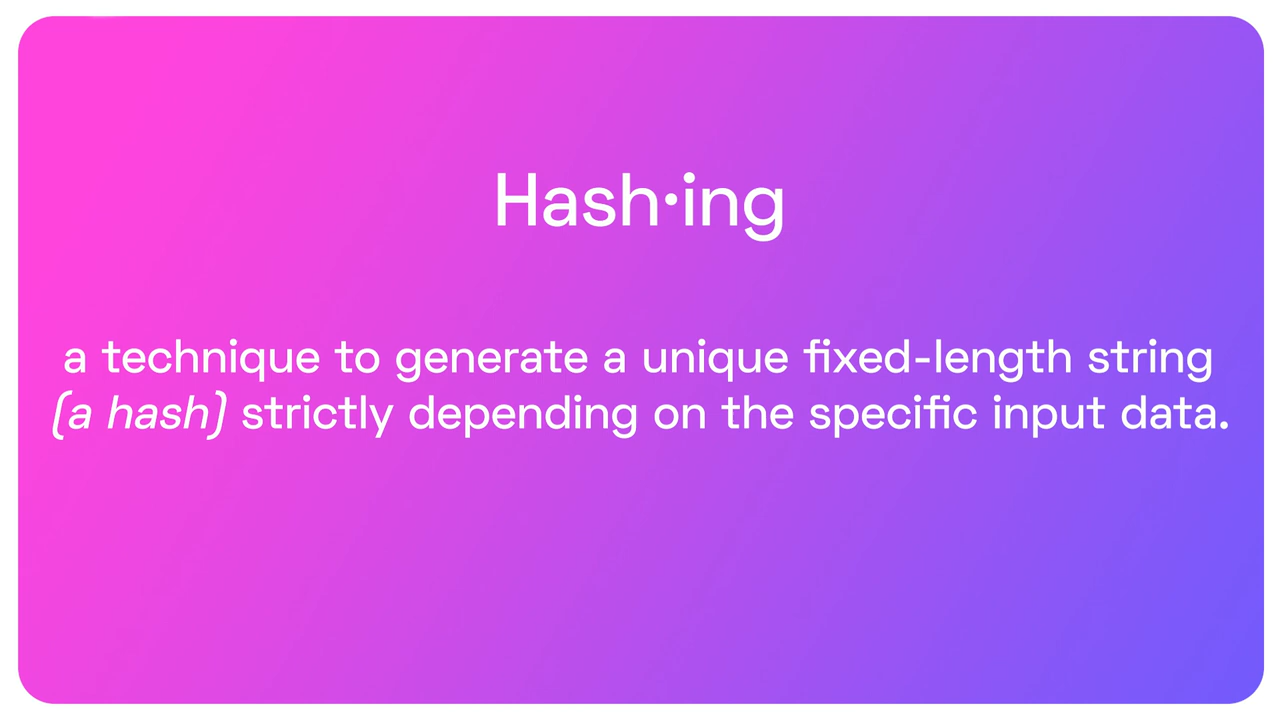 Hash·ing
a technique to generate a unique fixed-length string
(a hash) strictly depending on the specific input data.